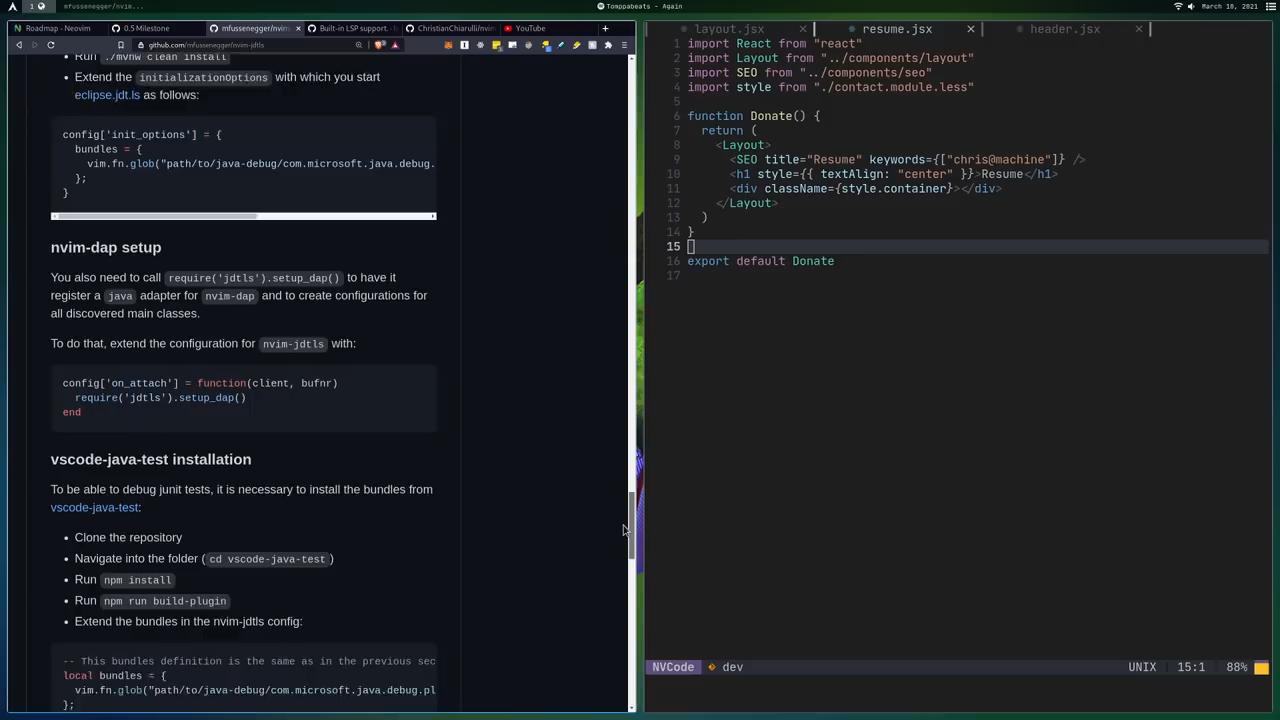 1
mfussenegger/nvim...
Tomppabeats - Again
March 18, 2021
Roadmap - Neovim
0.5 Milestone
mfussenegger/nvim-
Built-in LSP support.
ChristianChiarulli/nvim
YouTube
github.com/mfussenegger/nvim-jdtls
Run ./mvnw clean install
Extend the initializationOptions with which you start
eclipse.jdt.ls as follows:
config['init_options'] = {
bundles = {
vim.fn.glob("path/to/java-debug/com.microsoft.java.debug.
};
}
nvim-dap setup
You also need to call require('jdtls').setup_dap() to have it
register a java adapter for nvim-dap and to create configurations for
all discovered main classes.
To do that, extend the configuration for nvim-jdtls with:
config['on_attach'] = function(client, bufnr)
require('jdtls').setup_dap()
end
vscode-java-test installation
To be able to debug junit tests, it is necessary to install the bundles from
vscode-java-test:
Clone the repository
Navigate into the folder (cd vscode-java-test)
Run npm install
Run npm run build-plugin
Extend the bundles in the nvim-jdtls config:
-- This bundles definition is the same as in the previous sec
local bundles = {
vim.fn.glob("path/to/java-debug/com.microsoft.java.debug.pl
};
layout.jsx
resume.jsx
header.jsx
1 import React from "react"
2 import Layout from "../components/layout"
3 import SEO from "../components/seo"
4 import style from "./contact.module.less"
5
6 function Donate() {
7 return (
8 <Layout>
9 <SEO title="Resume" keywords={["chris@machine"]} />
10 <h1 style={{ textAlign: "center" }}>Resume</h1>
11 <div className={style.container}></div>
12 </Layout>
13 )
14 }
15
16 export default Donate
17
NVCode dev UNIX 15:1 88%